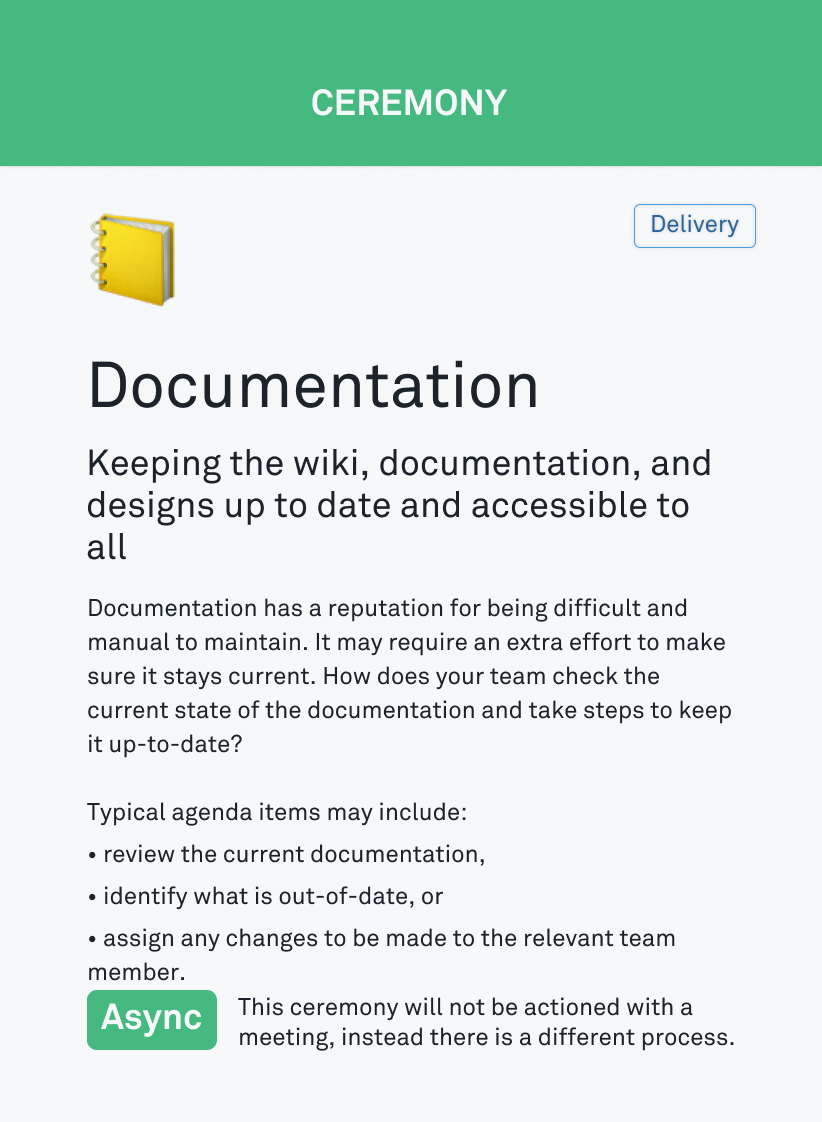 CEREMONY
Delivery
Documentation
Keeping the wiki, documentation, and
designs up to date and accessible to
all
Documentation has a reputation for being difficult and
manual to maintain. It may require an extra effort to make
sure it stays current. How does your team check the
current state of the documentation and take steps to keep
it up-to-date?
Typical agenda items may include:
• review the current documentation,
• identify what is out-of-date, or
• assign any changes to be made to the relevant team
member.
Async
This ceremony will not be actioned with a
meeting, instead there is a different process.